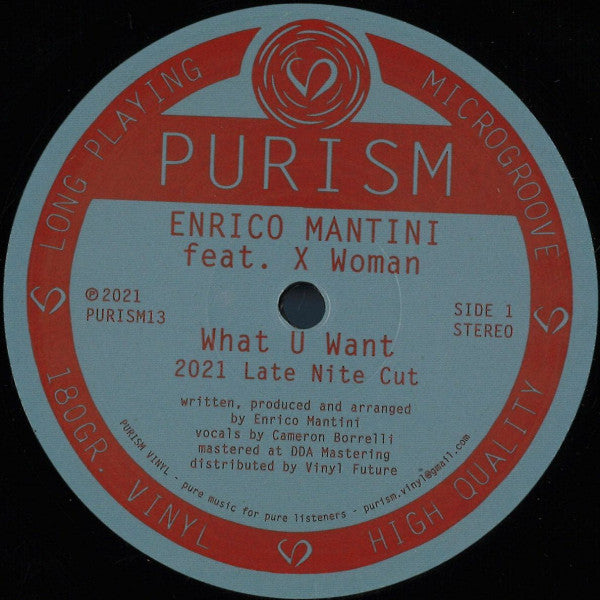 LONG PLAYING
MICROGROOVE
PURISM
ENRICO MANTINI
feat. X Woman
℗2021
PURISM13
SIDE 1
STEREO
What U Want
2021 Late Nite Cut
written, produced and arranged
by Enrico Mantini
vocals by Cameron Borrelli
mastered at DDA Mastering
distributed by Vinyl Future
PURISM VINYL - pure music for pure listeners - purism.vinyl@gmail.com
180GR. VINYL
HIGH QUALITY